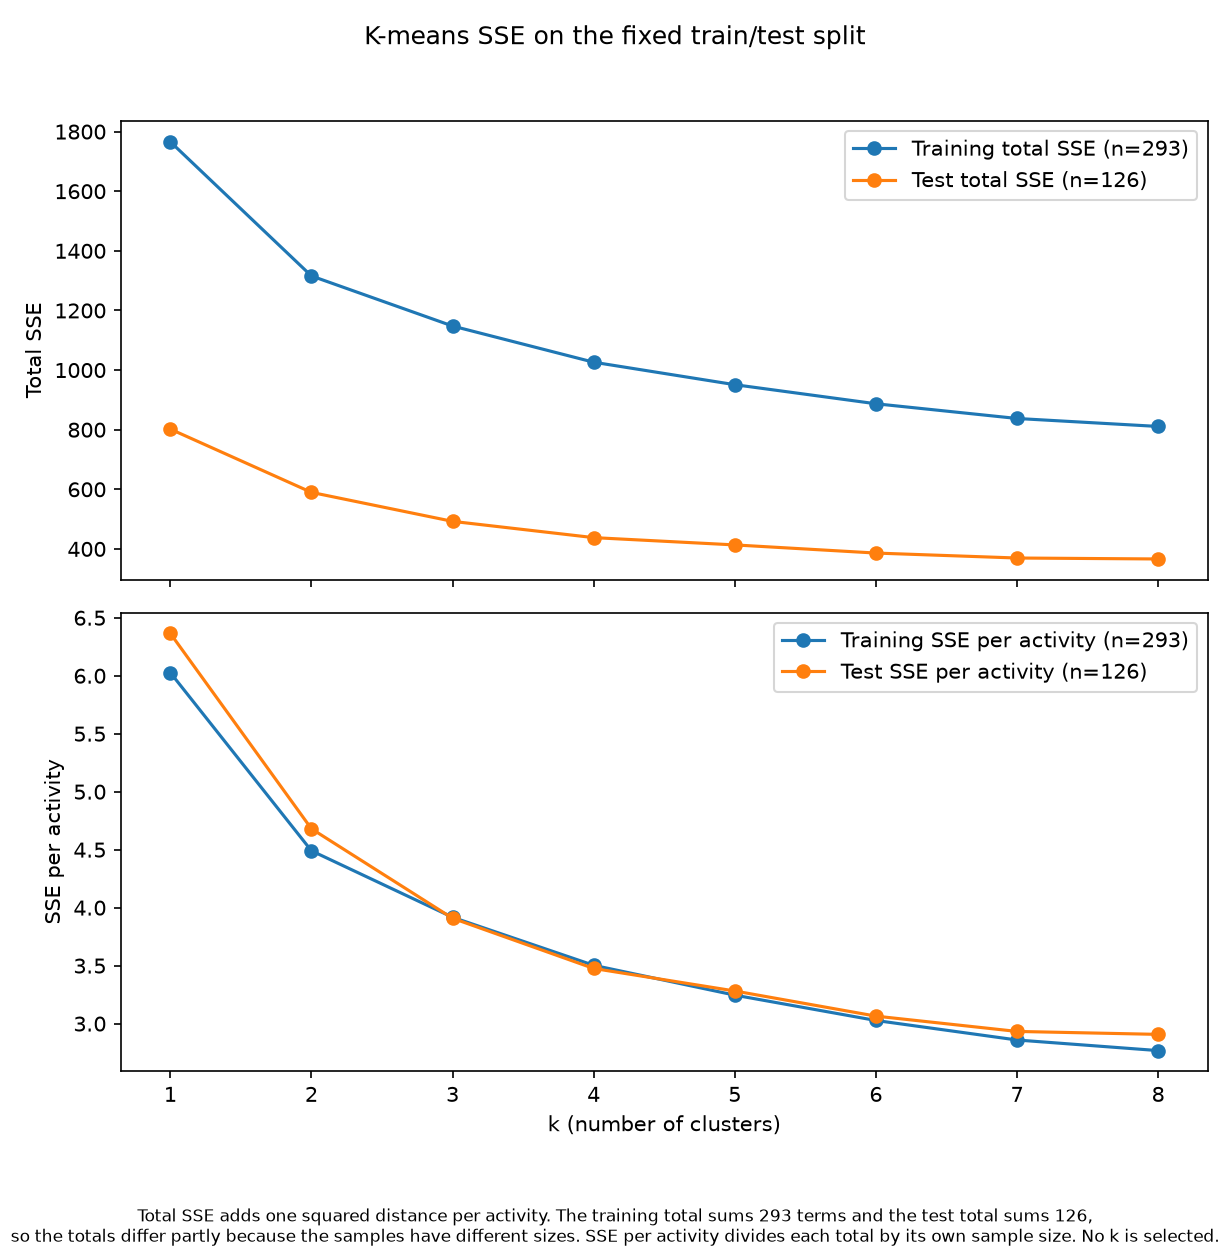 K-means SSE on the fixed train/test split
1800
1600
1400
1200
1000
800
600
400
Total SSE
Training total SSE (n=293)
Test total SSE (n=126)
6.5
6.0
5.5
5.0
4.5
4.0
3.5
3.0
SSE per activity
Training SSE per activity (n=293)
Test SSE per activity (n=126)
1 2 3 4 5 6 7 8
k (number of clusters)
Total SSE adds one squared distance per activity. The training total sums 293 terms and the test total sums 126,
so the totals differ partly because the samples have different sizes. SSE per activity divides each total by its own sample size. No k is selected.